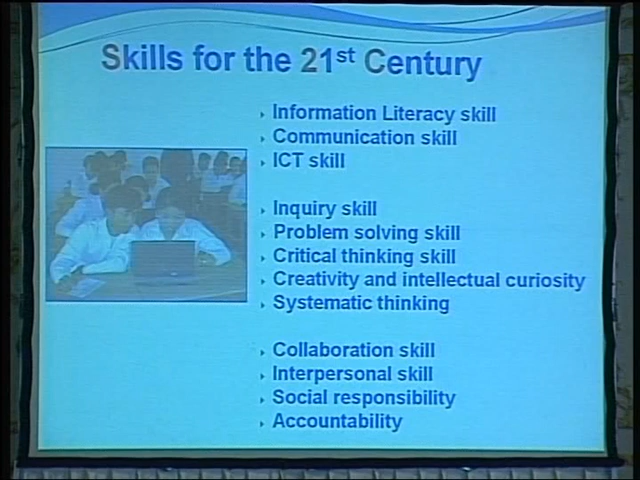 Skills for the 21st Century
Information Literacy skill
Communication skill
ICT skill
Inquiry skill
Problem solving skill
Critical thinking skill
Creativity and intellectual curiosity
Systematic thinking
Collaboration skill
Interpersonal skill
Social responsibility
Accountability